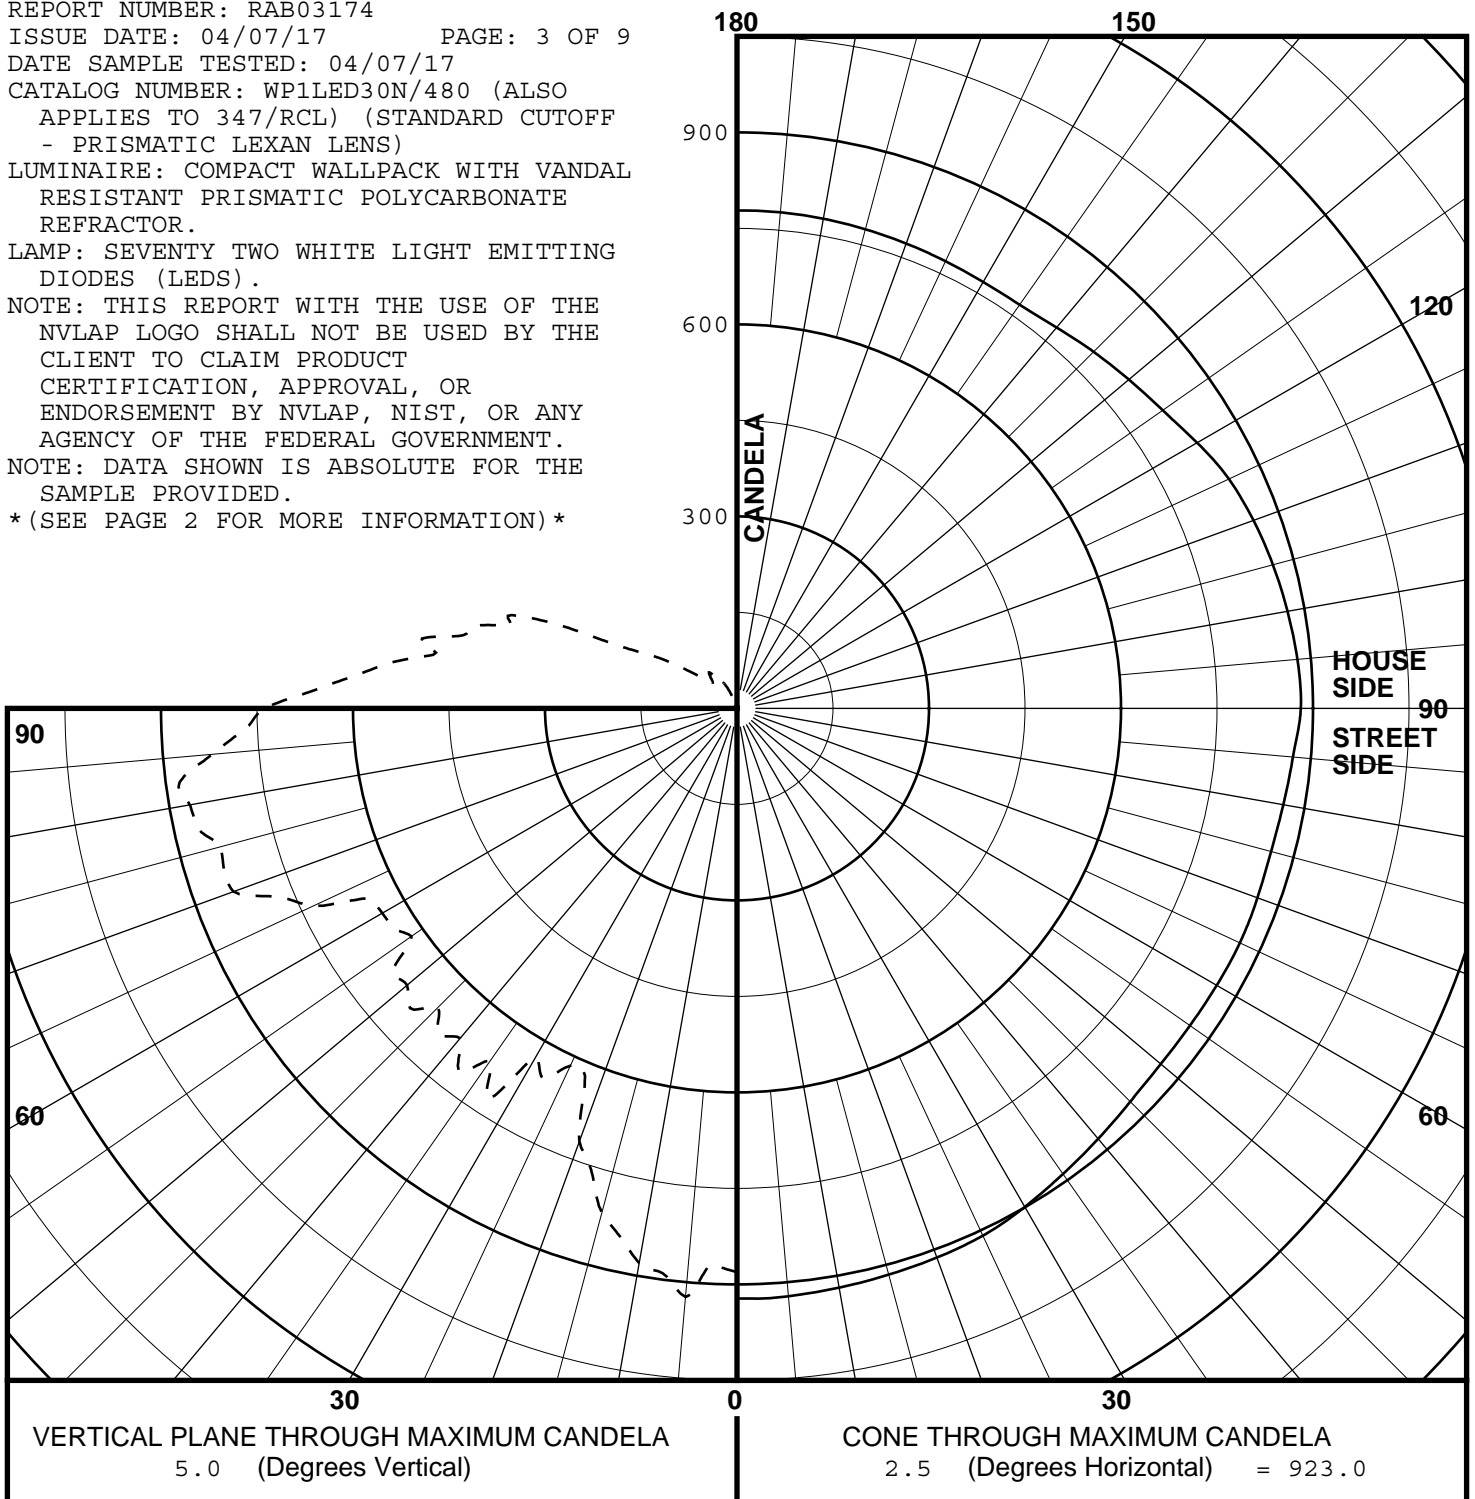 REPORT NUMBER: RAB03174
ISSUE DATE: 04/07/17 PAGE: 3 OF 9
DATE SAMPLE TESTED: 04/07/17
CATALOG NUMBER: WP1LED30N/480 (ALSO
APPLIES TO 347/RCL) (STANDARD CUTOFF
- PRISMATIC LEXAN LENS)
LUMINAIRE: COMPACT WALLPACK WITH VANDAL
RESISTANT PRISMATIC POLYCARBONATE
REFRACTOR.
LAMP: SEVENTY TWO WHITE LIGHT EMITTING
DIODES (LEDS).
NOTE: THIS REPORT WITH THE USE OF THE
NVLAP LOGO SHALL NOT BE USED BY THE
CLIENT TO CLAIM PRODUCT
CERTIFICATION, APPROVAL, OR
ENDORSEMENT BY NVLAP, NIST, OR ANY
AGENCY OF THE FEDERAL GOVERNMENT.
NOTE: DATA SHOWN IS ABSOLUTE FOR THE
SAMPLE PROVIDED.
*(SEE PAGE 2 FOR MORE INFORMATION)*
180
150
900
120
600
CANDELA
300
HOUSE
SIDE
90
90
STREET
SIDE
60
60
30
0
30
VERTICAL PLANE THROUGH MAXIMUM CANDELA
5.0 (Degrees Vertical)
CONE THROUGH MAXIMUM CANDELA
2.5 (Degrees Horizontal) = 923.0